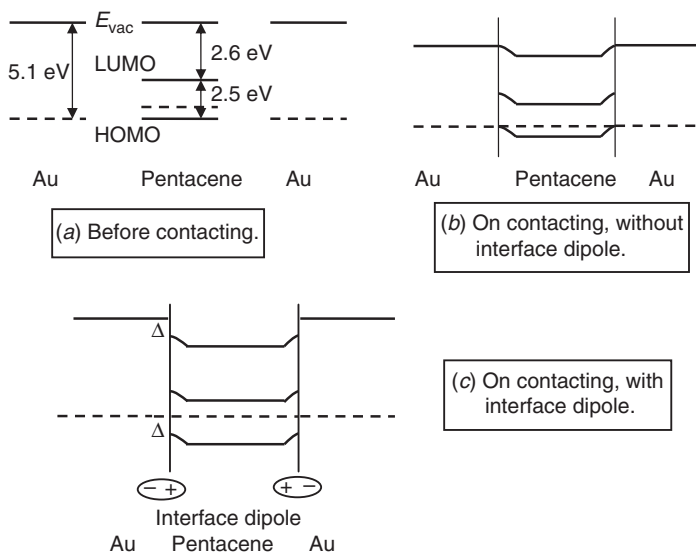 E_vac
5.1 eV
LUMO
2.6 eV
2.5 eV
HOMO
Au Pentacene Au
(a) Before contacting.
Au Pentacene Au
(b) On contacting, without
interface dipole.
Δ
Δ
− + + −
Interface dipole
Au Pentacene Au
(c) On contacting, with
interface dipole.